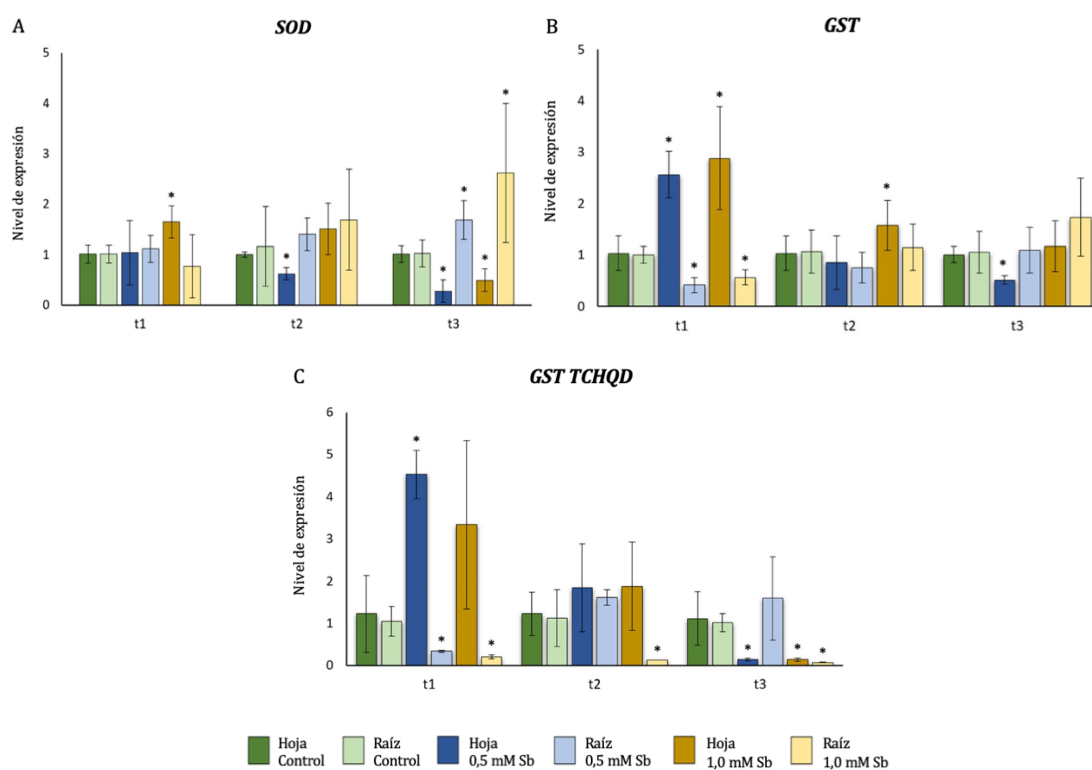 A
SOD
Nivel de expresión
5
4
3
2
1
0
*
*
*
*
*
*
t1
t2
t3
B
GST
Nivel de expresión
5
4
3
2
1
0
*
*
*
*
*
*
t1
t2
t3
C
GST TCHQD
Nivel de expresión
6
5
4
3
2
1
0
*
*
*
*
*
*
*
t1
t2
t3
Hoja
Control
Raíz
Control
Hoja
0,5 mM Sb
Raíz
0,5 mM Sb
Hoja
1,0 mM Sb
Raíz
1,0 mM Sb